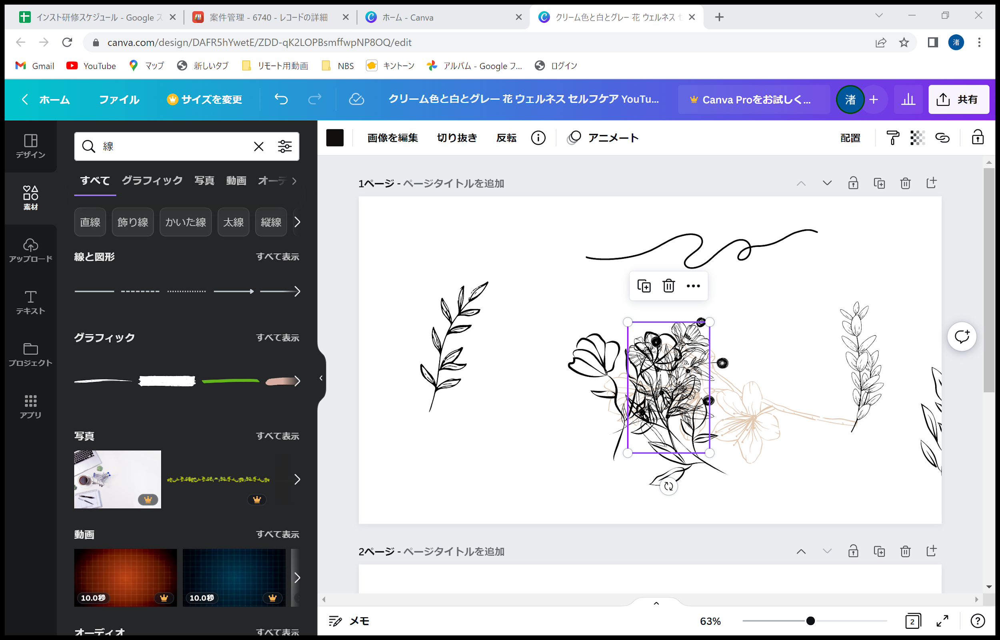 インスト研修スケジュール - Google ス
案件管理 - 6740 - レコードの詳細
ホーム - Canva
クリーム色と白とグレー 花 ウェルネス セ
canva.com/design/DAFR5hYwetE/ZDD-qK2LOPBsmffwpNP8OQ/edit
渚
Gmail
YouTube
マップ
新しいタブ
リモート用動画
NBS
キントーン
アルバム - Google フ...
ログイン
ホーム
ファイル
サイズを変更
クリーム色と白とグレー 花 ウェルネス セルフケア YouTu...
Canva Proをお試しく...
渚
共有
デザイン
素材
アップロード
テキスト
プロジェクト
アプリ
線
すべて
グラフィック
写真
動画
オーデ
直線
飾り線
かいた線
太線
縦線
線と図形
すべて表示
グラフィック
すべて表示
写真
すべて表示
動画
すべて表示
10.0秒
10.0秒
オーディオ
すべて表示
画像を編集
切り抜き
反転
アニメート
配置
1ページ - ページタイトルを追加
2ページ - ページタイトルを追加
メモ
63%
2